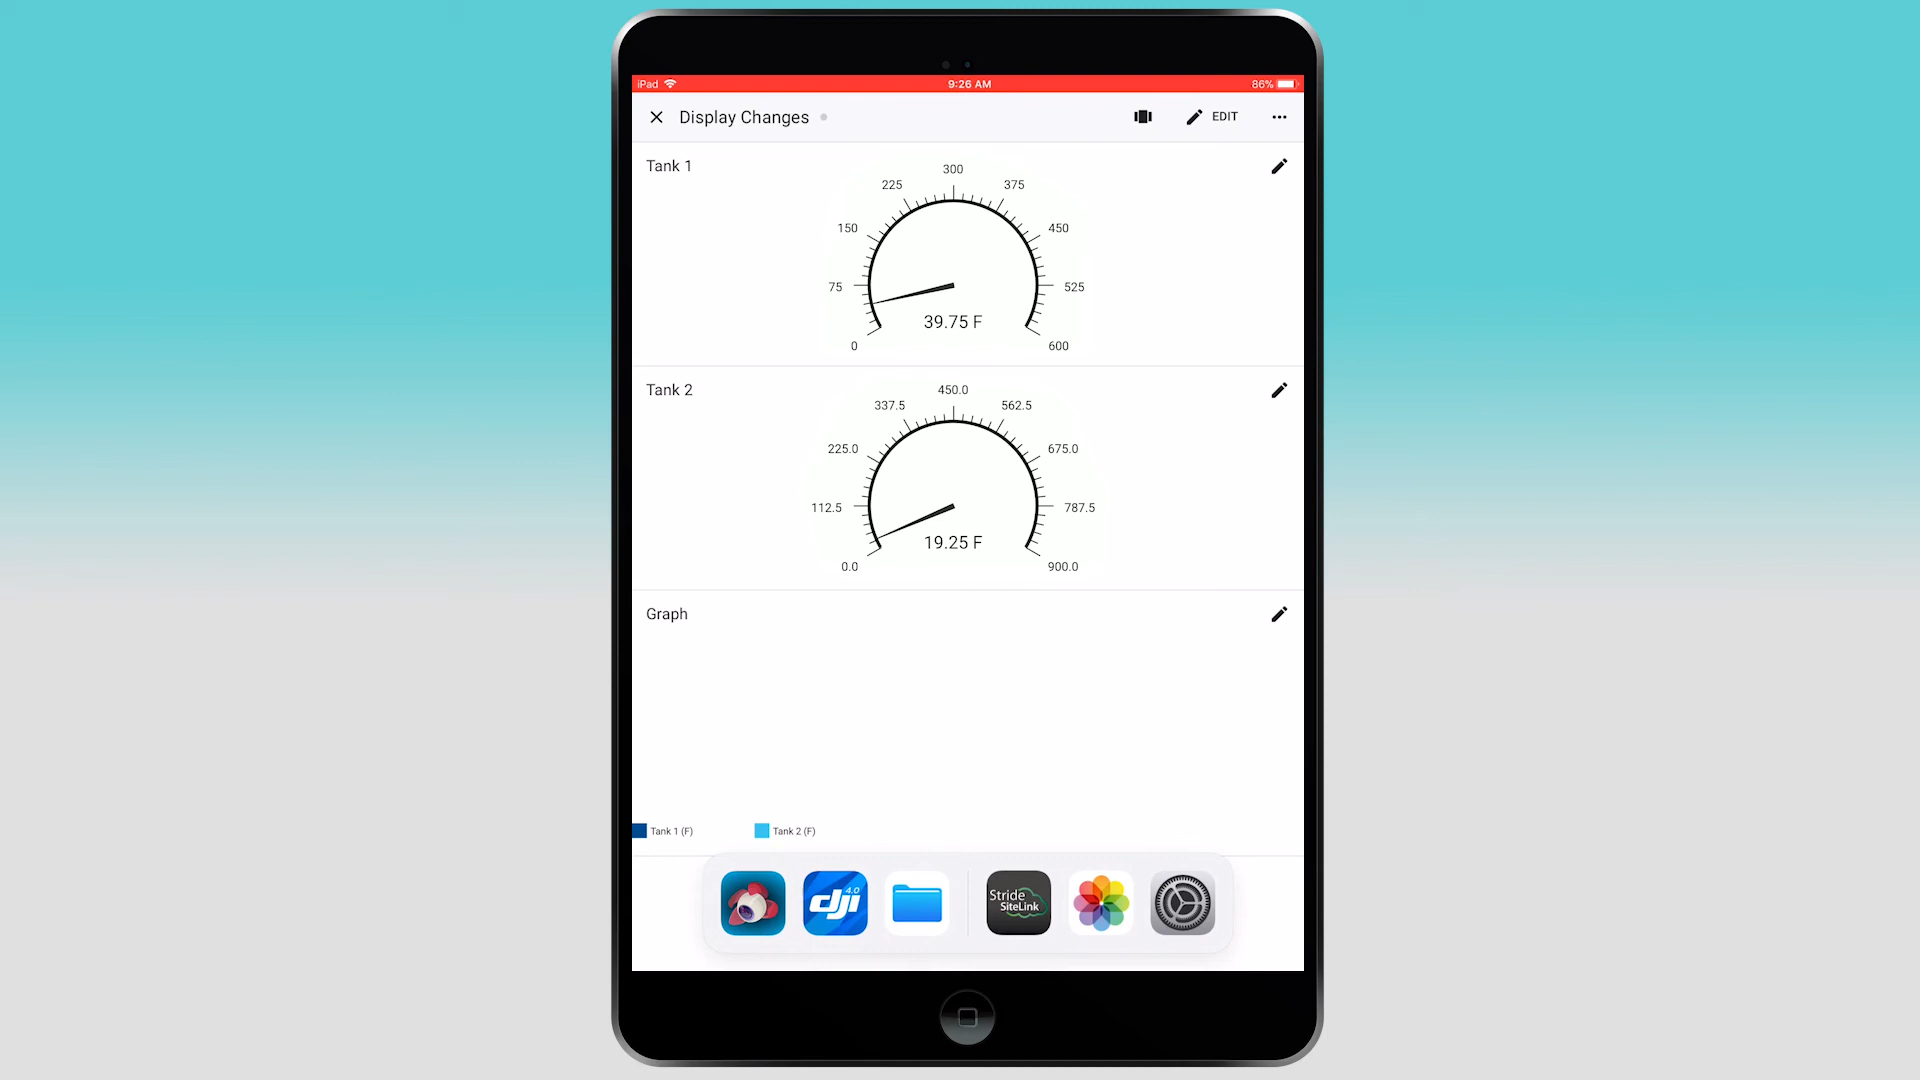 iPad
9:26 AM
86%
Display Changes
EDIT
Tank 1
300
225
375
150
450
75
525
39.75 F
0
600
Tank 2
450.0
337.5
562.5
225.0
675.0
112.5
787.5
19.25 F
0.0
900.0
Graph
Tank 1 (F)
Tank 2 (F)
dji 4.0
Stride
SiteLink